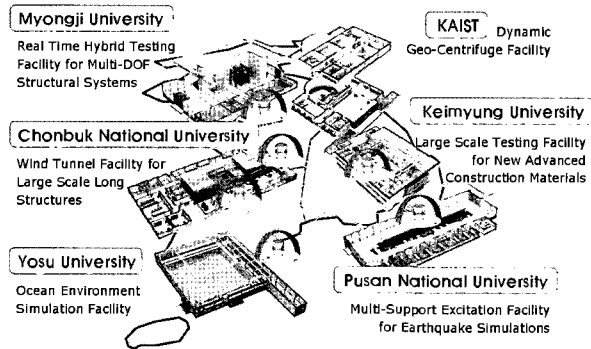 Myongji University
Real Time Hybrid Testing
Facility for Multi-DOF
Structural Systems
KAIST Dynamic
Geo-Centrifuge Facility
Chonbuk National University
Wind Tunnel Facility for
Large Scale Long
Structures
Keimyung University
Large Scale Testing Facility
for New Advanced
Construction Materials
Yosu University
Ocean Environment
Simulation Facility
Pusan National University
Multi-Support Excitation Facility
for Earthquake Simulations